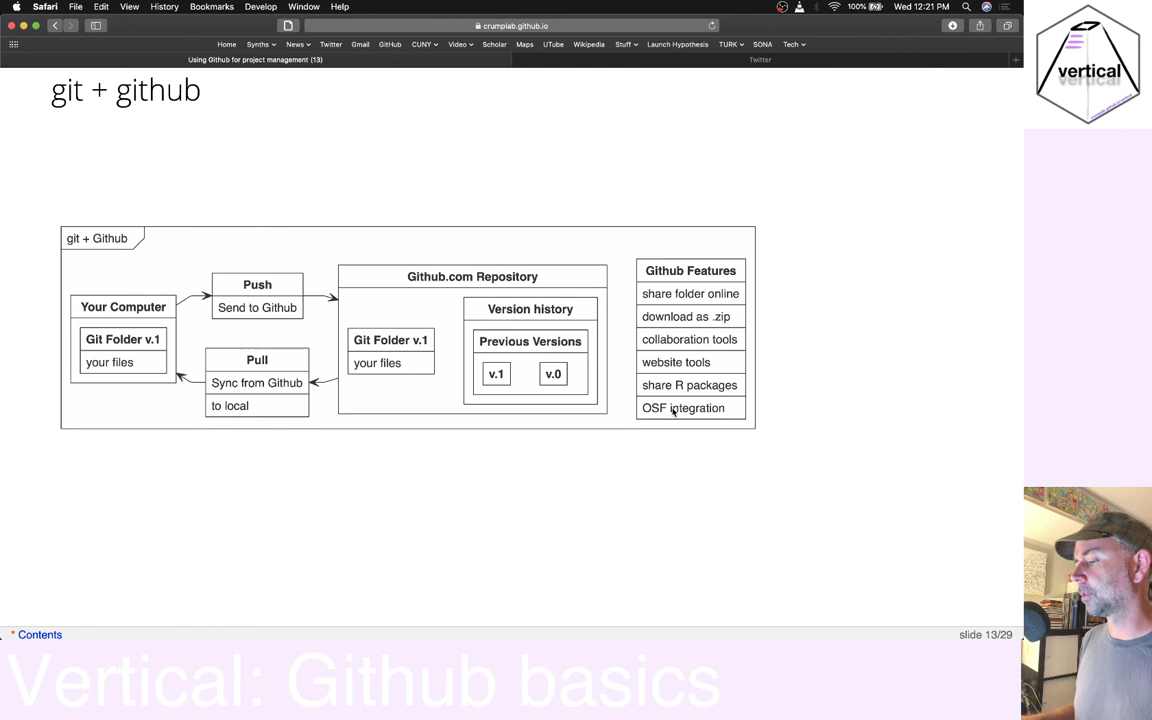 Safari File Edit View History Bookmarks Develop Window Help
100% Wed 12:21 PM
crumplab.github.io
Home Synths News Twitter Gmail GitHub CUNY Video Scholar Maps UTube Wikipedia Stuff Launch Hypothesis TURK SONA Tech
Using Github for project management (13) Twitter
vertical
git + github
git + Github
Your Computer
Git Folder v.1
your files
Push
Send to Github
Pull
Sync from Github
to local
Github.com Repository
Git Folder v.1
your files
Version history
Previous Versions
v.1 v.0
Github Features
share folder online
download as .zip
collaboration tools
website tools
share R packages
OSF integration
* Contents slide 13/29
Vertical: Github basics